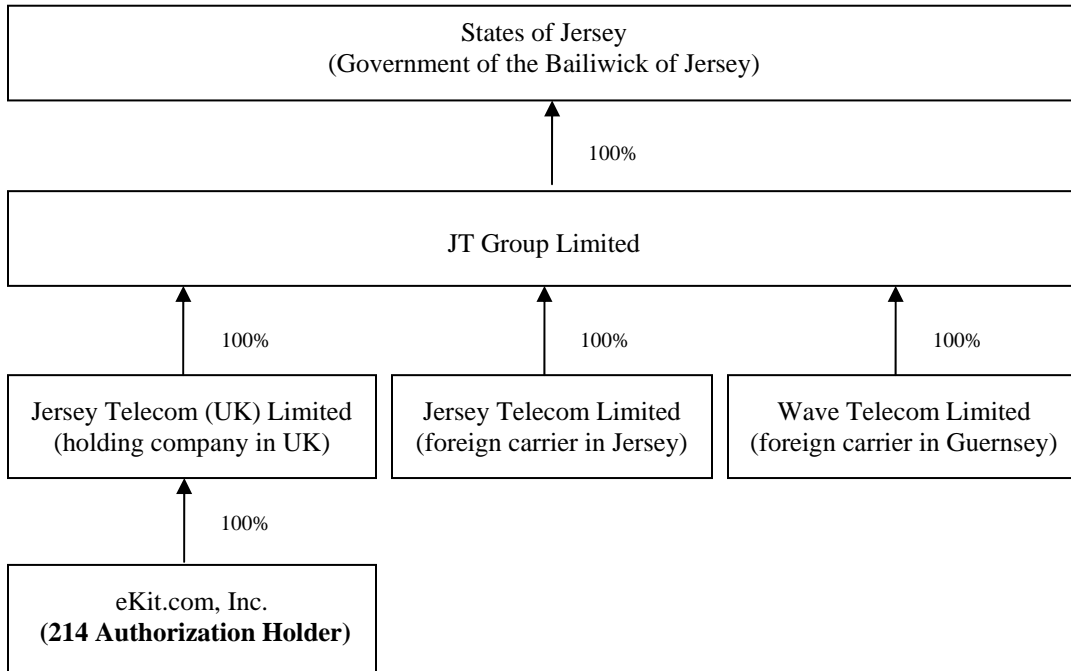 States of Jersey
(Government of the Bailiwick of Jersey)
100%
JT Group Limited
100%
100%
100%
Jersey Telecom (UK) Limited
(holding company in UK)
Jersey Telecom Limited
(foreign carrier in Jersey)
Wave Telecom Limited
(foreign carrier in Guernsey)
100%
eKit.com, Inc.
(214 Authorization Holder)